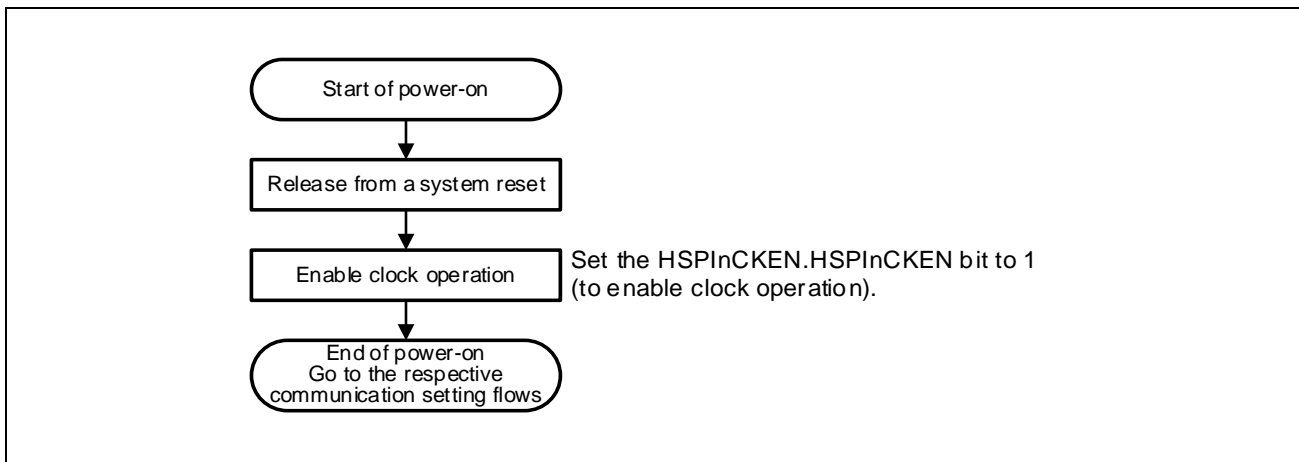 Start of power-on
Release from a system reset
Enable clock operation
Set the HSPInCKEN.HSPInCKEN bit to 1
(to enable clock operation).
End of power-on
Go to the respective
communication setting flows